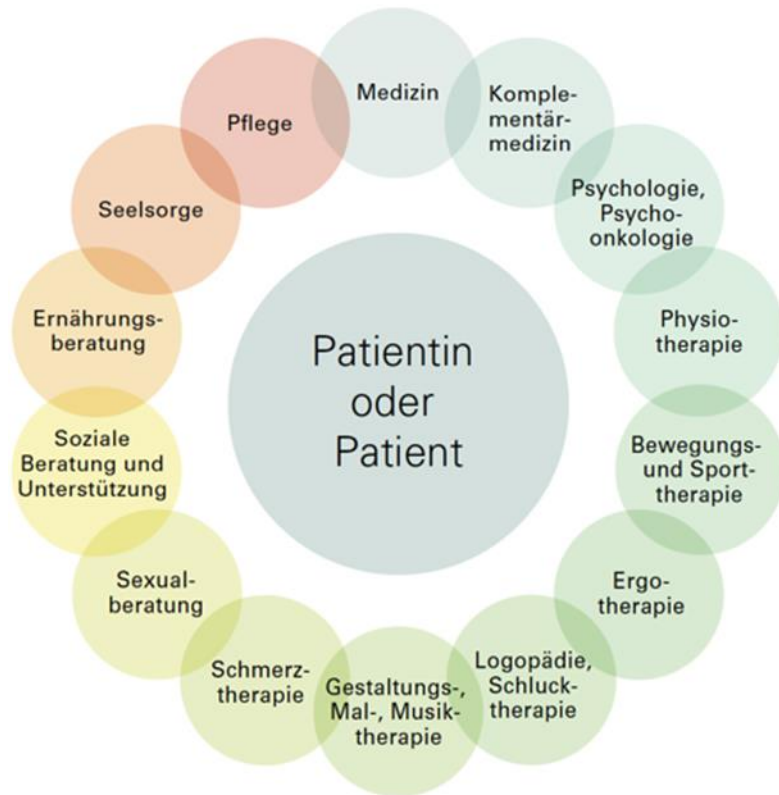 Medizin
Komple-
mentär-
medizin
Psychologie,
Psycho-
onkologie
Physio-
therapie
Bewegungs-
und Sport-
therapie
Ergo-
therapie
Logopädie,
Schluck-
therapie
Gestaltungs-,
Mal-, Musik-
therapie
Schmerz-
therapie
Sexual-
beratung
Soziale
Beratung und
Unterstützung
Ernährungs-
beratung
Seelsorge
Pflege
Patientin
oder
Patient